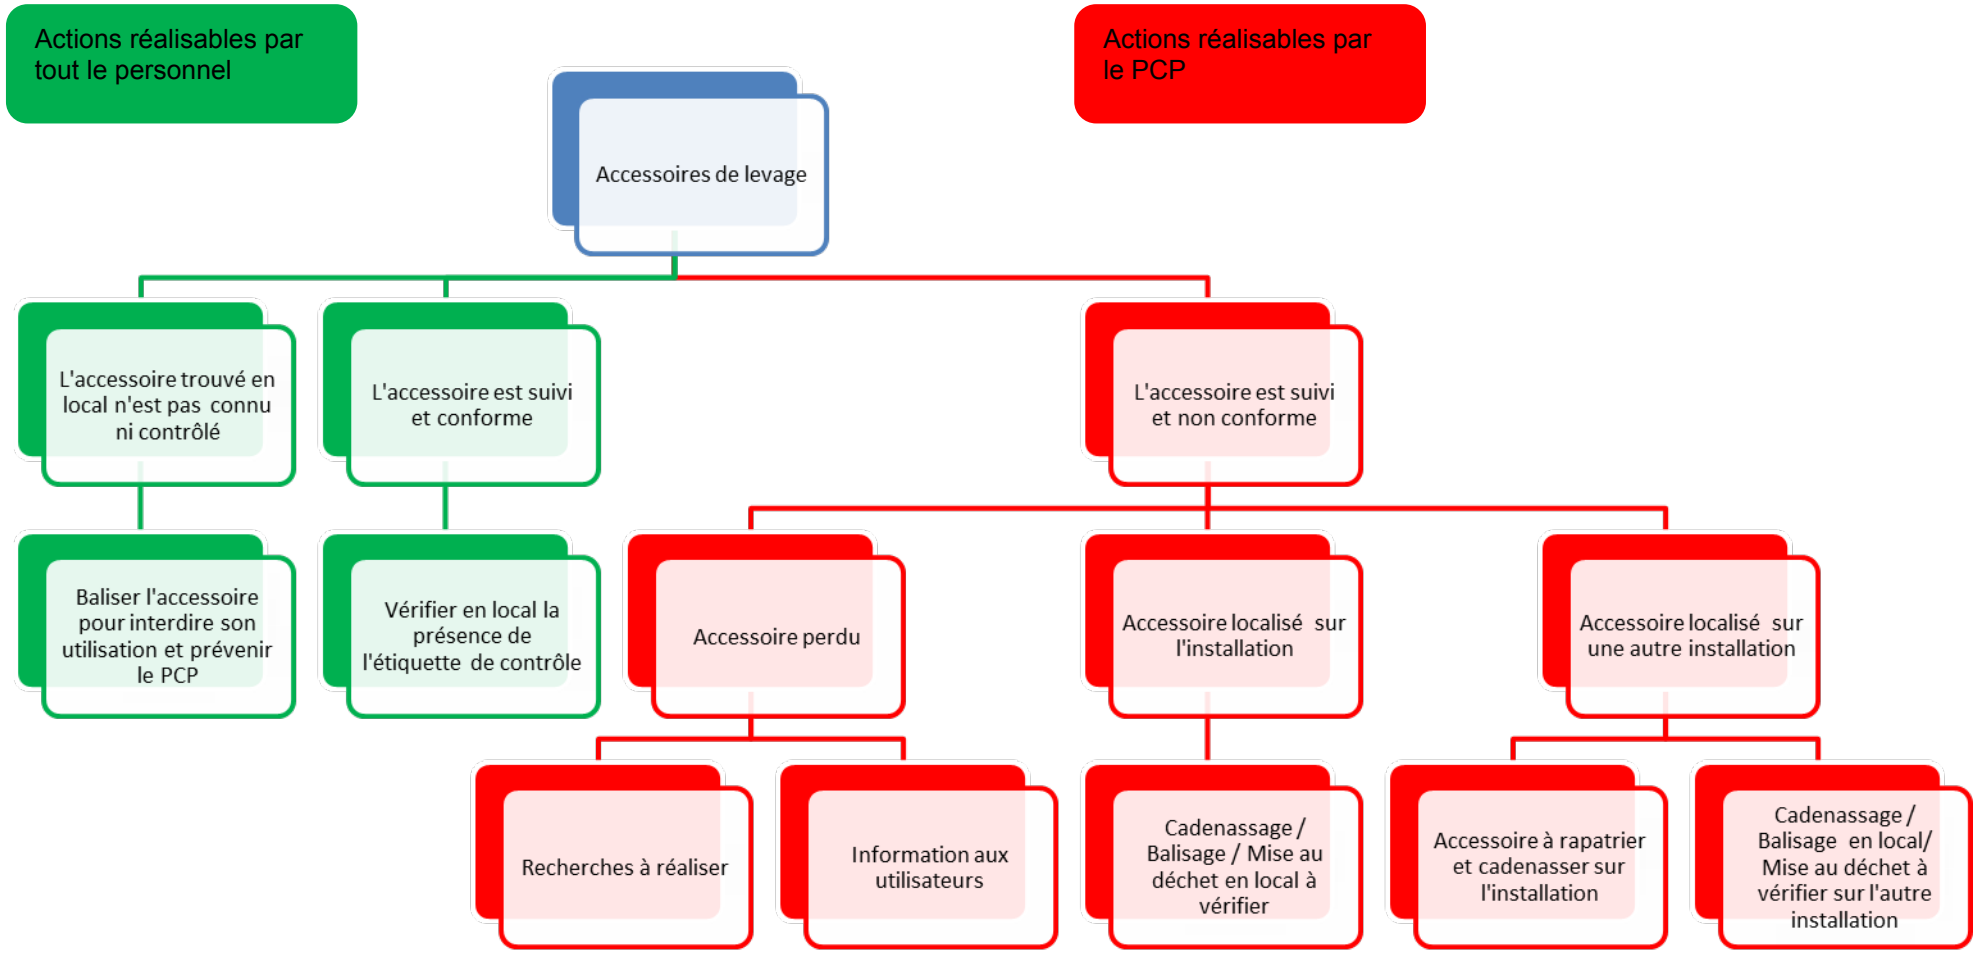 Actions réalisables par
tout le personnel
Actions réalisables par
le PCP
Accessoires de levage
L'accessoire trouvé en
local n'est pas connu
ni contrôlé
L'accessoire est suivi
et conforme
L'accessoire est suivi
et non conforme
Baliser l'accessoire
pour interdire son
utilisation et prévenir
le PCP
Vérifier en local la
présence de
l'étiquette de contrôle
Accessoire perdu
Accessoire localisé sur
l'installation
Accessoire localisé sur
une autre installation
Recherches à réaliser
Information aux
utilisateurs
Cadenassage /
Balisage / Mise au
déchet en local à
vérifier
Accessoire à rapatrier
et cadenasser sur
l'installation
Cadenassage /
Balisage en local/
Mise au déchet à
vérifier sur l'autre
installation